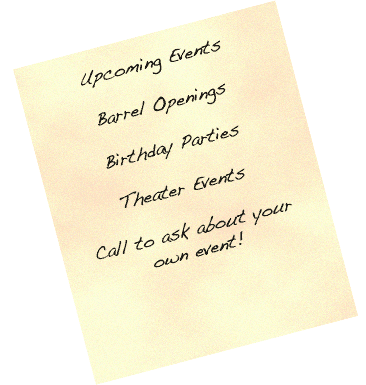 Upcoming Events
Barrel Openings
Birthday Parties
Theater Events
Call to ask about your
own event!